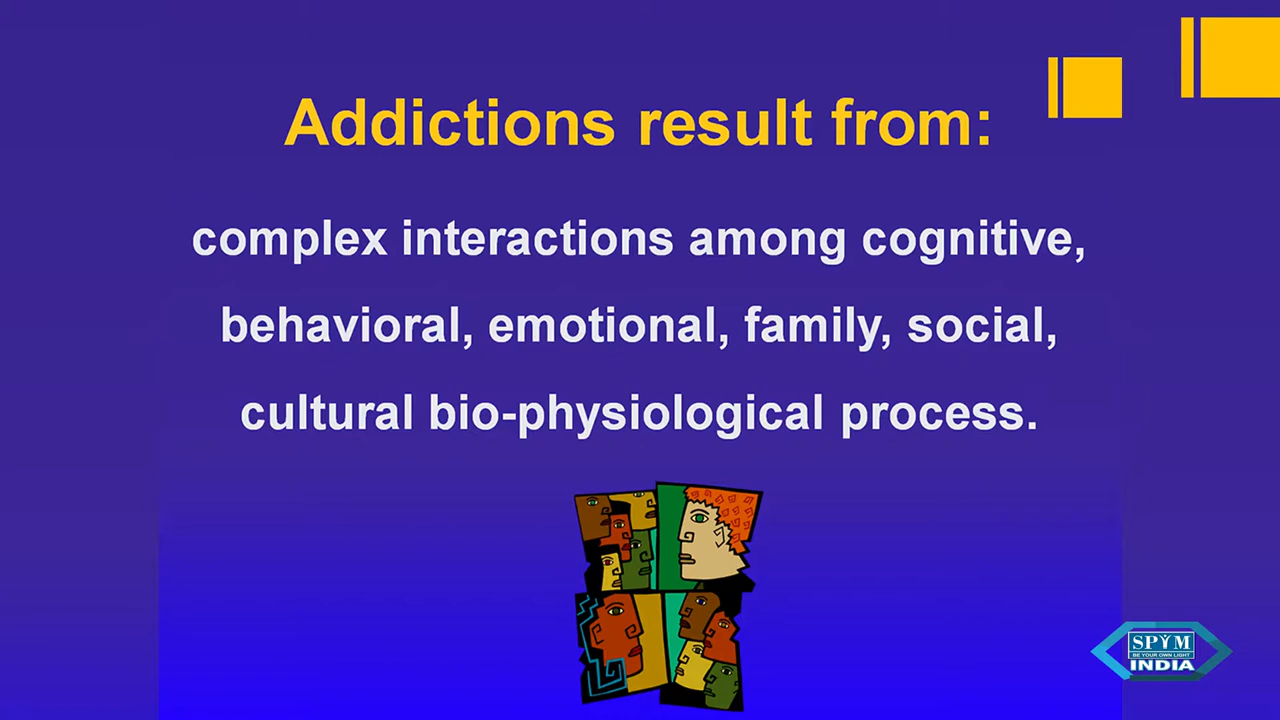 Addictions result from:
complex interactions among cognitive,
behavioral, emotional, family, social,
cultural bio-physiological process.
SPYM
BE YOUR OWN LIGHT
INDIA